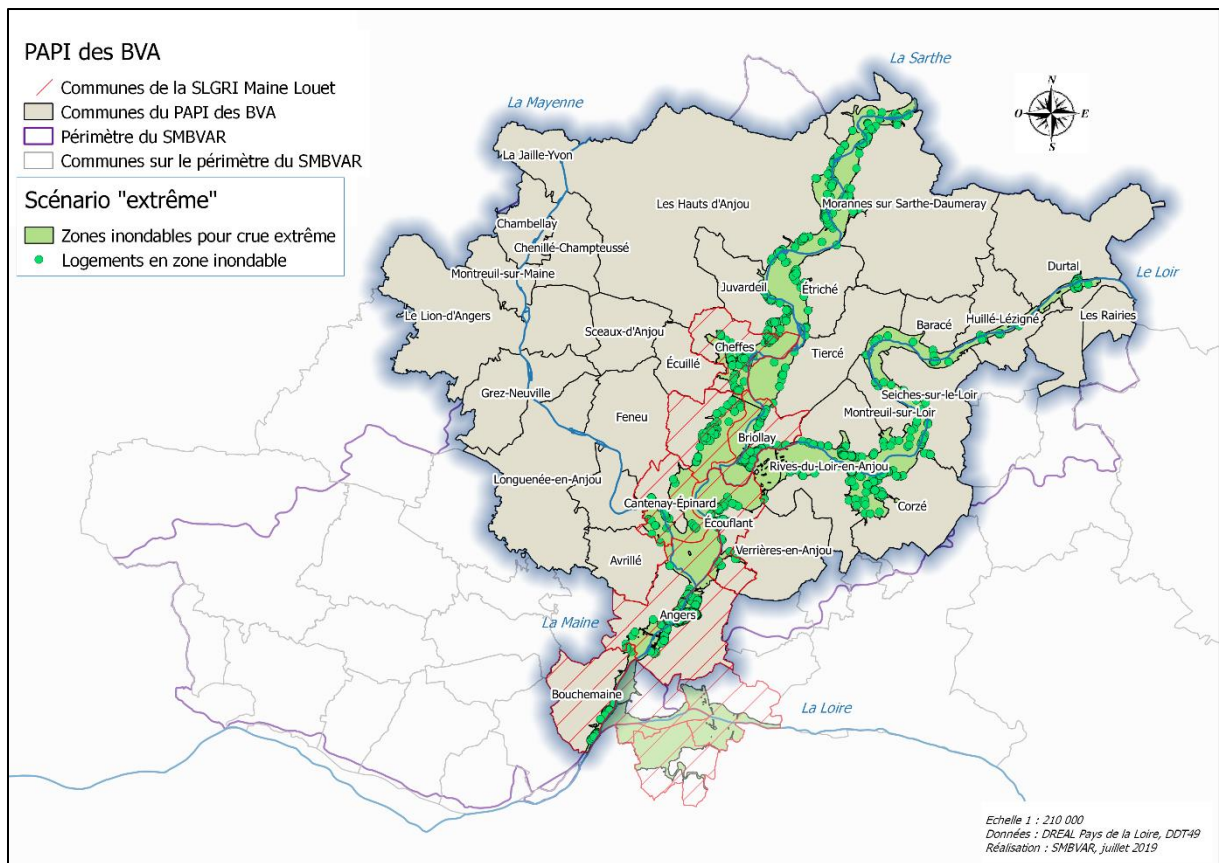 PAPI des BVA
Communes de la SLGRI Maine Louet
Communes du PAPI des BVA
Périmètre du SMBVAR
Communes sur le périmètre du SMBVAR
Scénario "extrême"
Zones inondables pour crue extrême
Logements en zone inondable
La Sarthe
N
O
E
S
La Mayenne
La Jaille-Yvon
Les Hauts d'Anjou
Morannes sur Sarthe-Daumeray
Chambellay
Chenillé-Champteussé
Montreuil-sur-Maine
Durtal
Le Loir
Juvardeil
Étriché
Le Lion-d'Angers
Sceaux-d'Anjou
Baracé
Huillé-Lézigné
Les Rairies
Cheffes
Tiercé
Écuillé
Grez-Neuville
Seiches-sur-le-Loir
Feneu
Montreuil-sur-Loir
Briollay
Rives-du-Loir-en-Anjou
Longuenée-en-Anjou
Cantenay-Épinard
Corzé
Écouflant
Avrillé
Verrières-en-Anjou
Angers
La Maine
Bouchemaine
La Loire
Echelle 1 : 210 000
Données : DREAL Pays de la Loire, DDT49
Réalisation : SMBVAR, juillet 2019